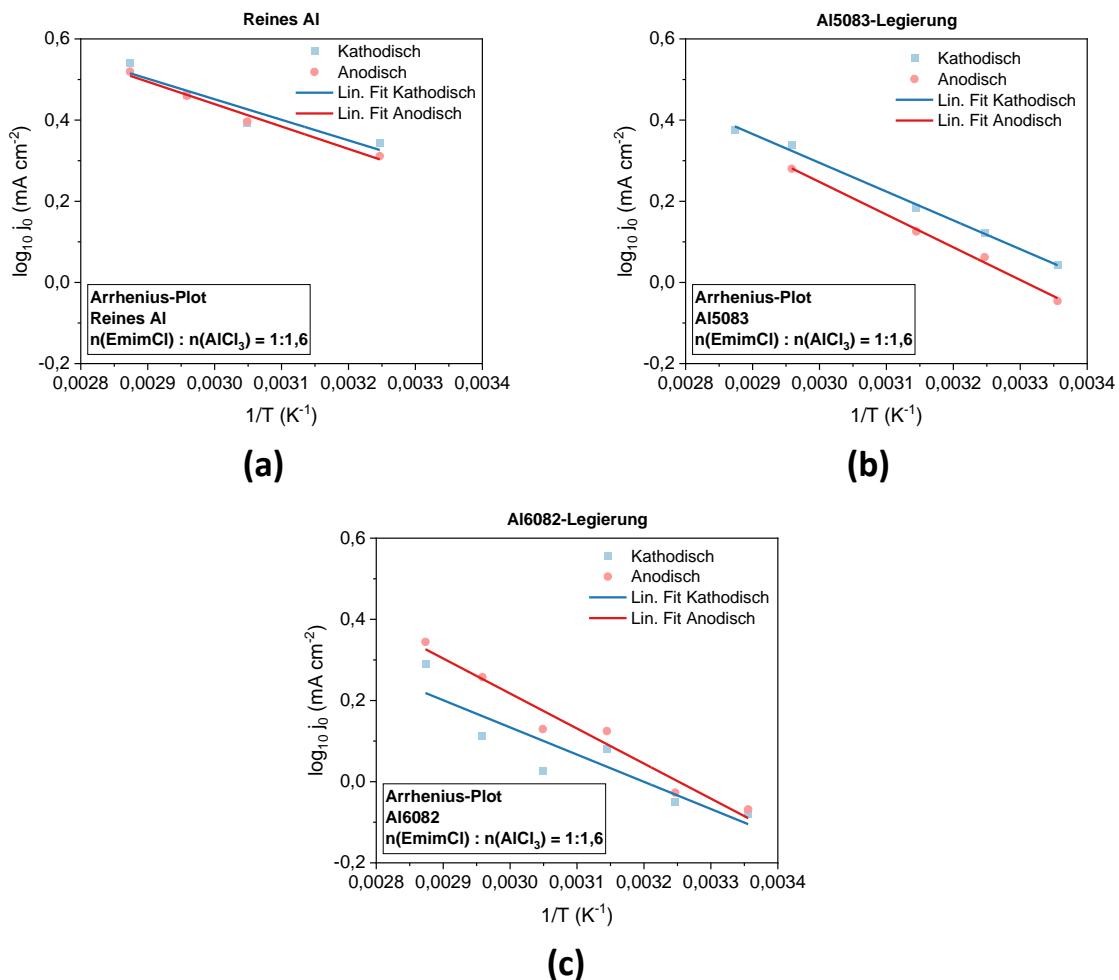 Reines Al
0,6
0,4
0,2
0,0
-0,2
log₁₀ j₀ (mA cm⁻²)
Kathodisch
Anodisch
Lin. Fit Kathodisch
Lin. Fit Anodisch
Arrhenius-Plot
Reines Al
n(EmimCl) : n(AlCl₃) = 1:1,6
0,0028 0,0029 0,0030 0,0031 0,0032 0,0033 0,0034
1/T (K⁻¹)
(a)
Al5083-Legierung
0,6
0,4
0,2
0,0
-0,2
log₁₀ j₀ (mA cm⁻²)
Kathodisch
Anodisch
Lin. Fit Kathodisch
Lin. Fit Anodisch
Arrhenius-Plot
Al5083
n(EmimCl) : n(AlCl₃) = 1:1,6
0,0028 0,0029 0,0030 0,0031 0,0032 0,0033 0,0034
1/T (K⁻¹)
(b)
Al6082-Legierung
0,6
0,4
0,2
0,0
-0,2
log₁₀ j₀ (mA cm⁻²)
Kathodisch
Anodisch
Lin. Fit Kathodisch
Lin. Fit Anodisch
Arrhenius-Plot
Al6082
n(EmimCl) : n(AlCl₃) = 1:1,6
0,0028 0,0029 0,0030 0,0031 0,0032 0,0033 0,0034
1/T (K⁻¹)
(c)